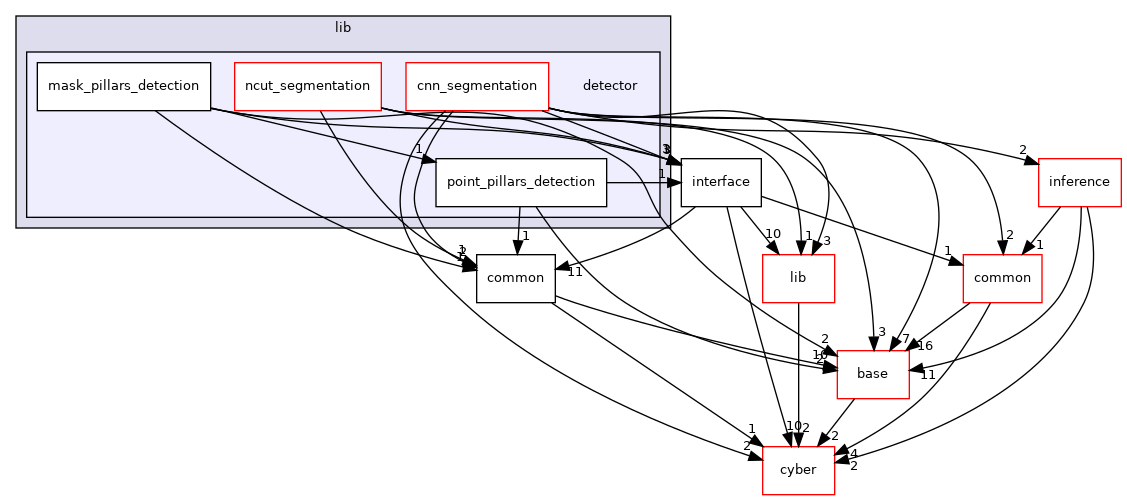 lib
mask_pillars_detection
ncut_segmentation
cnn_segmentation
detector
1
3
2
point_pillars_detection
1
interface
inference
1
10
1
3
1
2
1
11
common
lib
common
3
7
16
2
10
2
11
base
1
2
10
2
2
4
2
cyber